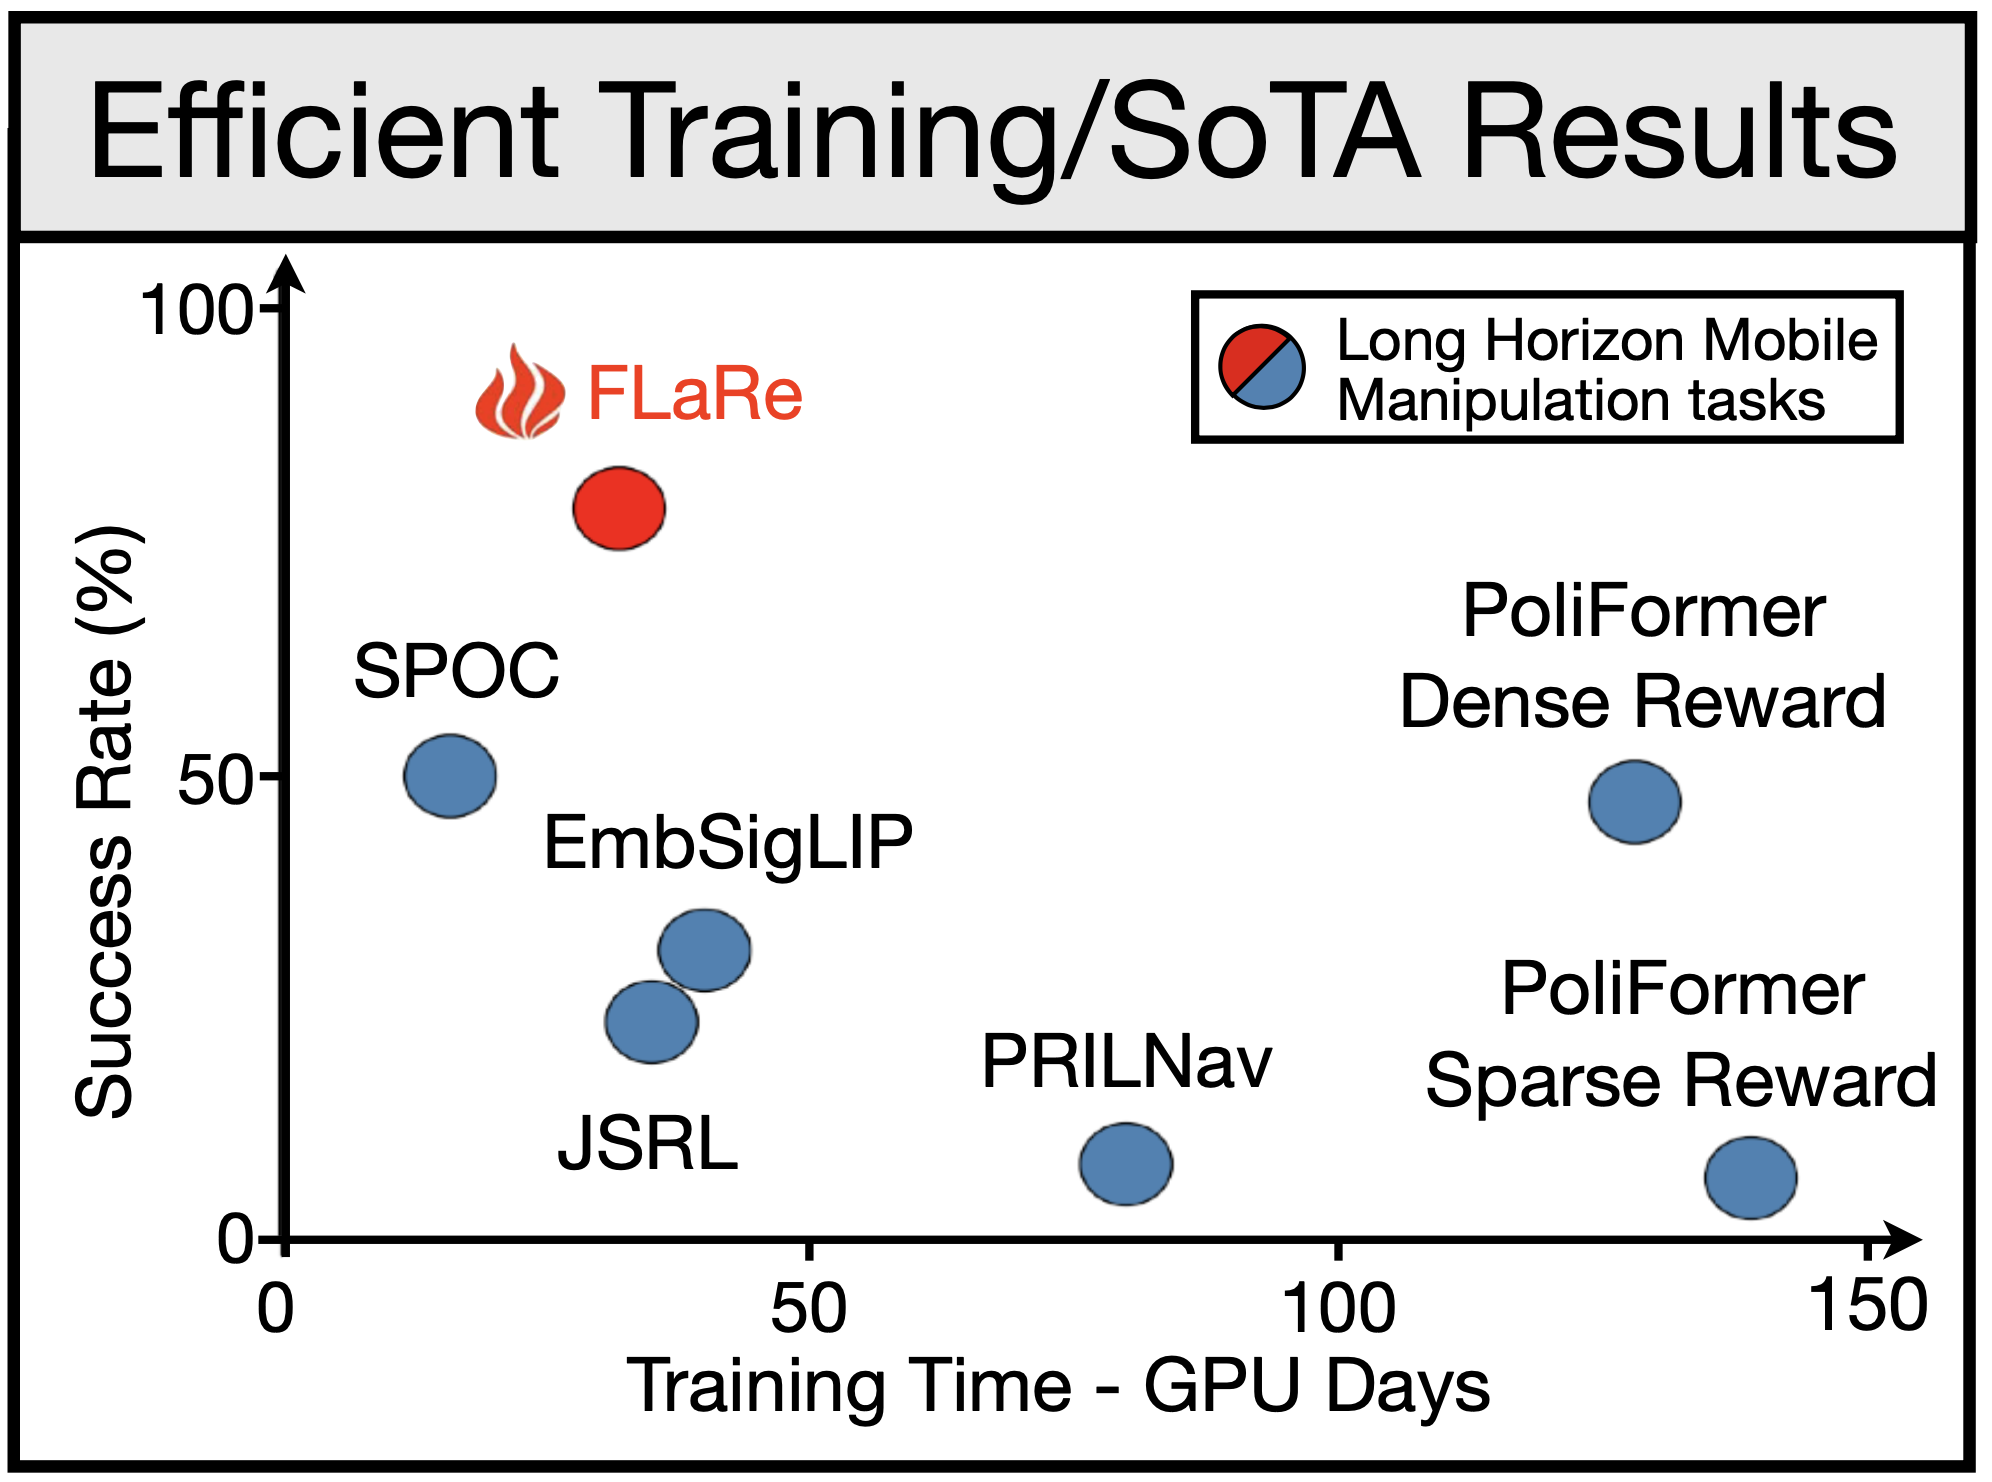 Efficient Training/SoTA Results
100
Long Horizon Mobile
Manipulation tasks
FLaRe
PoliFormer
Dense Reward
SPOC
50
EmbSigLIP
PoliFormer
Sparse Reward
PRILNav
JSRL
0
Success Rate (%)
0
50
100
150
Training Time - GPU Days